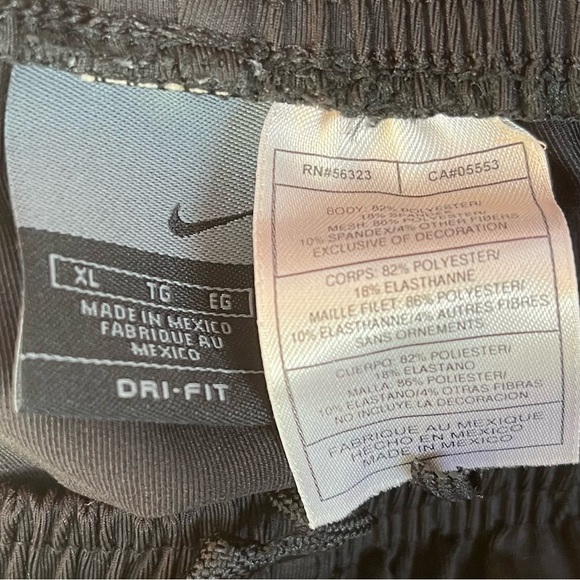 XL TG EG
MADE IN MEXICO
FABRIQUE AU
MEXICO
DRI-FIT
RN#56323 CA#05553
BODY: 82% POLYESTER/
18% SPANDEX
MESH: 86% POLYESTER/
10% SPANDEX/4% OTHER FIBERS
EXCLUSIVE OF DECORATION
CORPS: 82% POLYESTER/
18% ELASTHANNE
MAILLE FILET: 86% POLYESTER/
10% ELASTHANNE/4% AUTRES FIBRES
SANS ORNEMENTS
CUERPO: 82% POLIESTER/
18% ELASTANO
MALLA: 86% POLIESTER/
10% ELASTANO/4% OTRAS FIBRAS
NO INCLUYE LA DECORACION
FABRIQUE AU MEXIQUE
HECHO EN MEXICO
MADE IN MEXICO